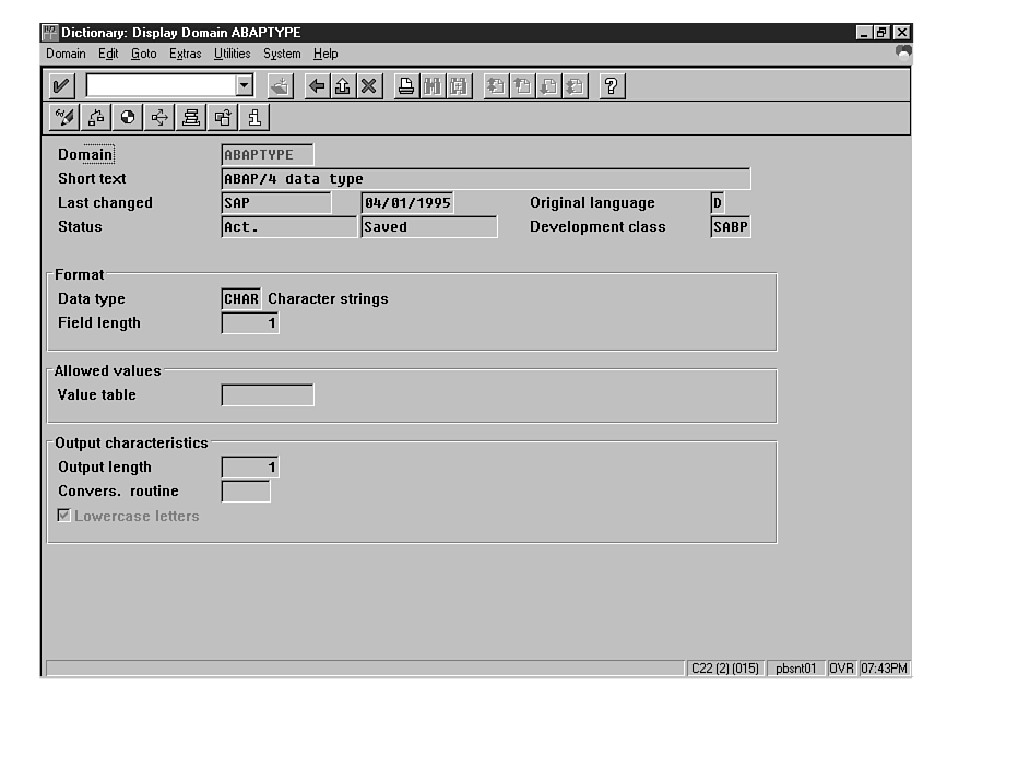 Dictionary: Display Domain ABAPTYPE
Domain Edit Goto Extras Utilities System Help
Domain ABAPTYPE
Short text ABAP/4 data type
Last changed SAP 04/01/1995 Original language D
Status Act. Saved Development class SABP
Format
Data type CHAR Character strings
Field length 1
Allowed values
Value table
Output characteristics
Output length 1
Convers. routine
Lowercase letters
C22 (2) (015) pbsnt01 OVR 07:43PM